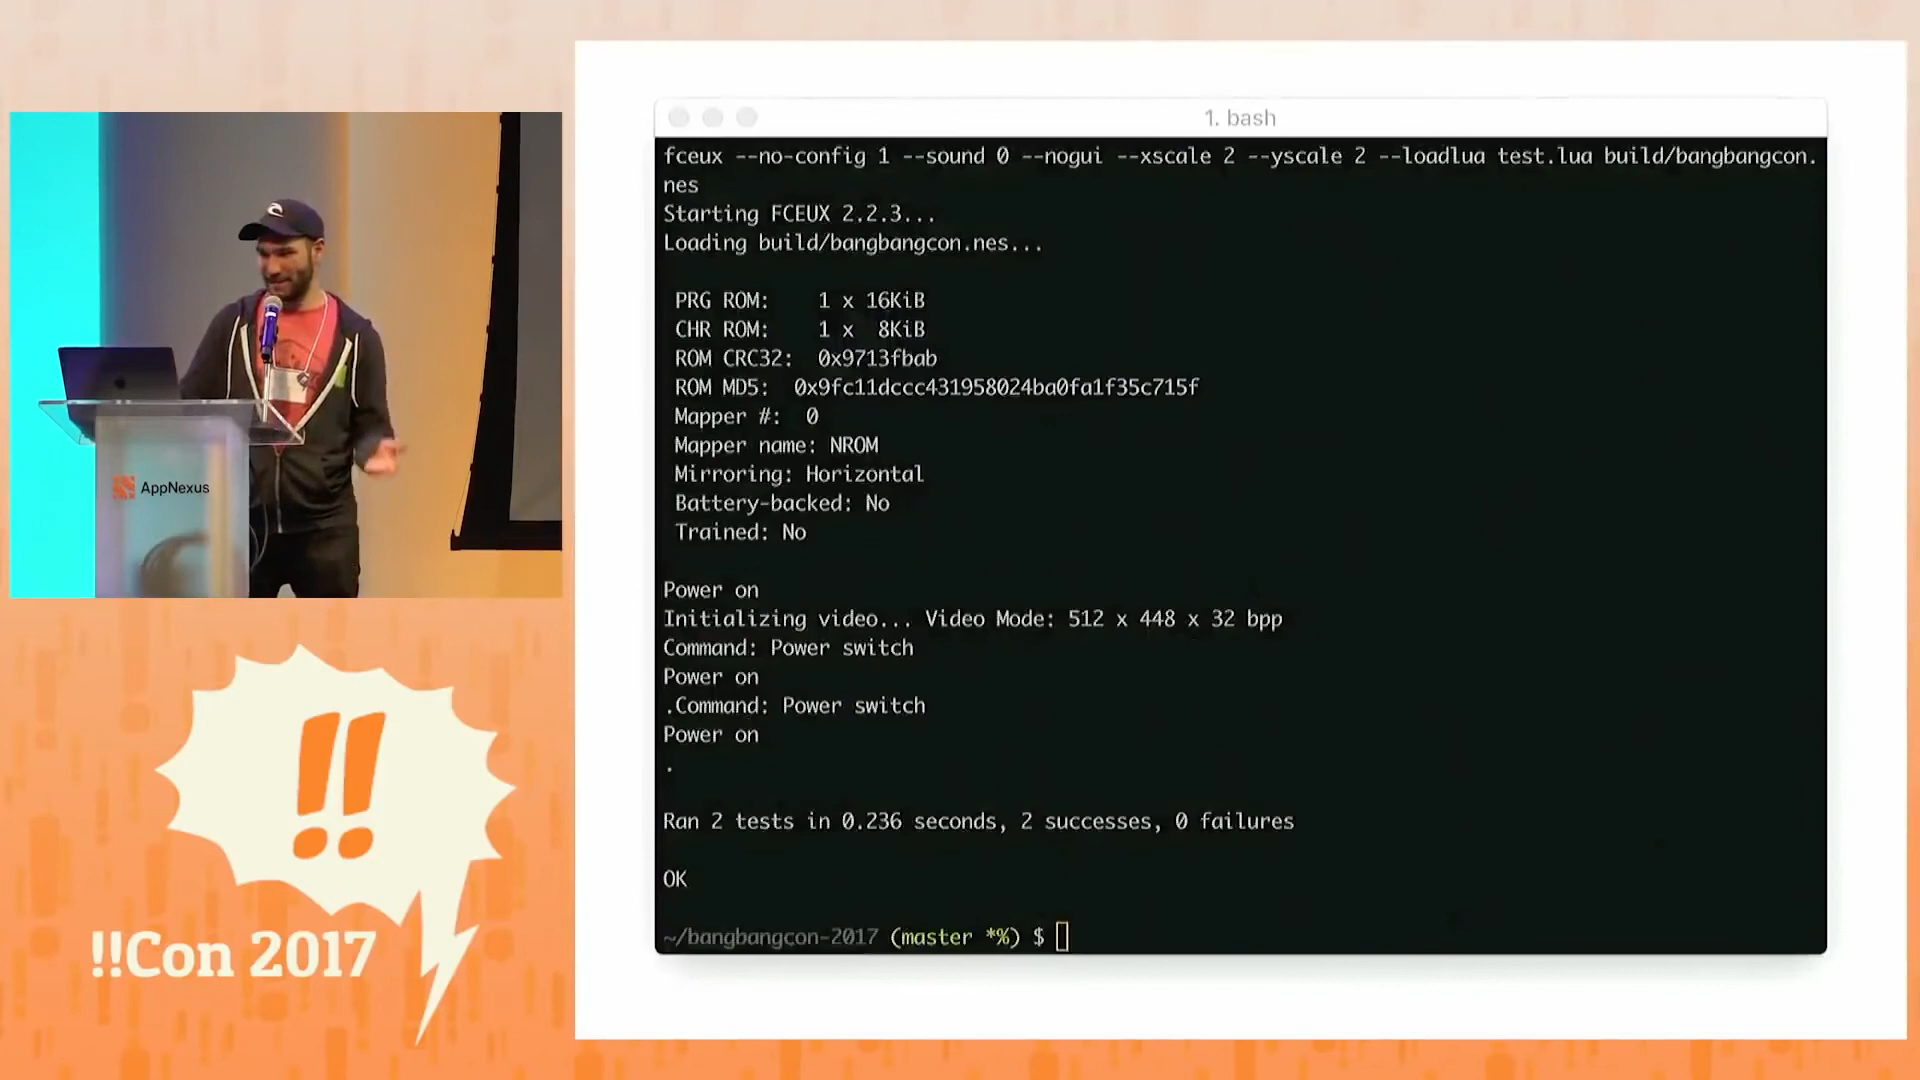 1. bash
fceux --no-config 1 --sound 0 --nogui --xscale 2 --yscale 2 --loadlua test.lua build/bangbangcon.
nes
Starting FCEUX 2.2.3...
Loading build/bangbangcon.nes...
PRG ROM: 1 x 16KiB
CHR ROM: 1 x 8KiB
ROM CRC32: 0x9713fbab
ROM MD5: 0x9fc11dccc431958024ba0fa1f35c715f
Mapper #: 0
Mapper name: NROM
Mirroring: Horizontal
Battery-backed: No
Trained: No
Power on
Initializing video... Video Mode: 512 x 448 x 32 bpp
Command: Power switch
Power on
.Command: Power switch
Power on
.
Ran 2 tests in 0.236 seconds, 2 successes, 0 failures
OK
~/bangbangcon-2017 (master *%) $
AppNexus
!!
!!Con 2017